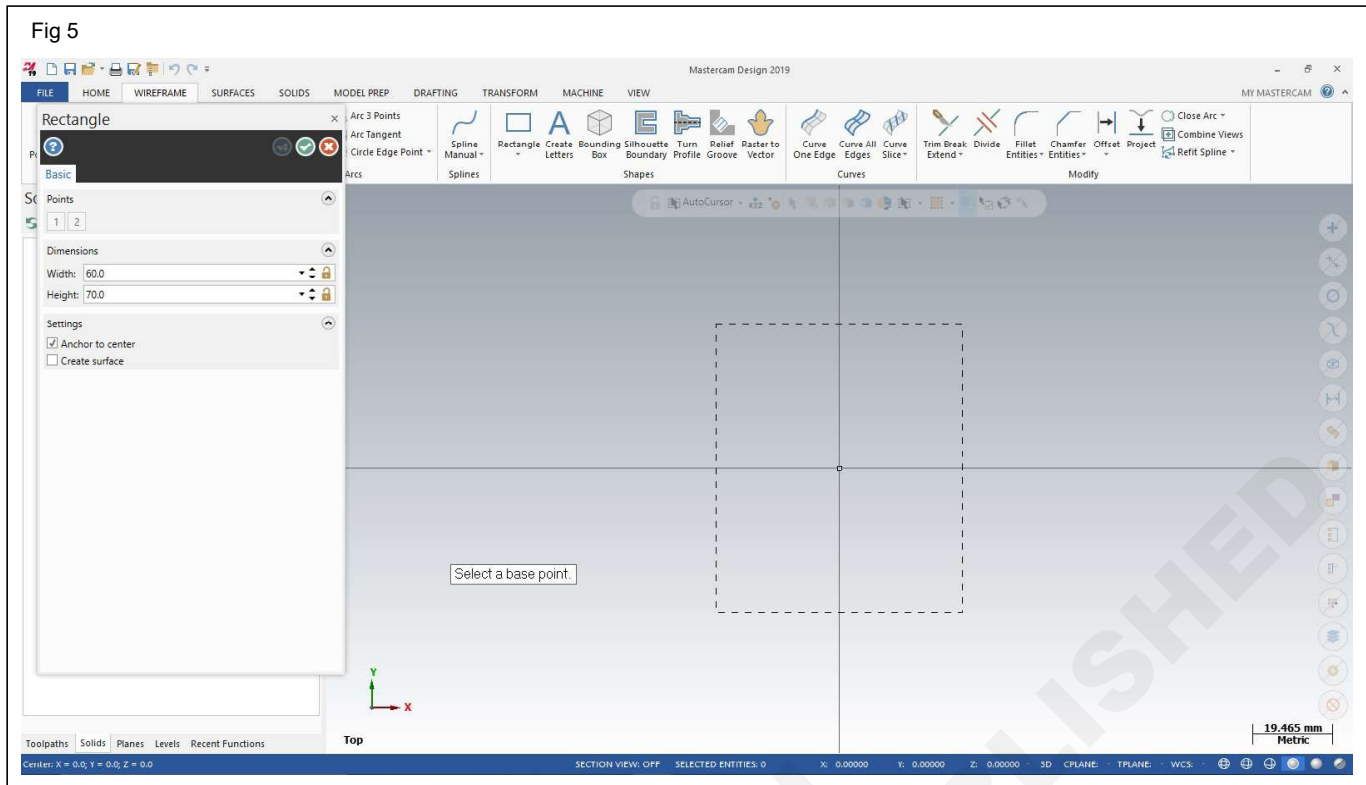 Fig 5
Mastercam Design 2019
FILE HOME WIREFRAME SURFACES SOLIDS MODEL PREP DRAFTING TRANSFORM MACHINE VIEW MY MASTERCAM
Rectangle
Basic
Points
1 2
Dimensions
Width: 60.0
Height: 70.0
Settings
Anchor to center
Create surface
Arc 3 Points
Arc Tangent
Circle Edge Point
Arcs
Spline Manual
Splines
Rectangle
Create Letters
Bounding Box
Silhouette Boundary
Turn Profile
Relief Groove
Raster to Vector
Shapes
Curve One Edge
Curve All Edges
Curve Slice
Curves
Trim Break Extend
Divide
Fillet Entities
Chamfer Entities
Offset
Project
Close Arc
Combine Views
Refit Spline
Modify
AutoCursor
Select a base point.
Y
X
Top
19.465 mm
Metric
Toolpaths Solids Planes Levels Recent Functions
Center: X = 0.0; Y = 0.0; Z = 0.0
SECTION VIEW: OFF SELECTED ENTITIES: 0 X: 0.00000 Y: 0.00000 Z: 0.00000 3D CPLANE: TPLANE: WCS: